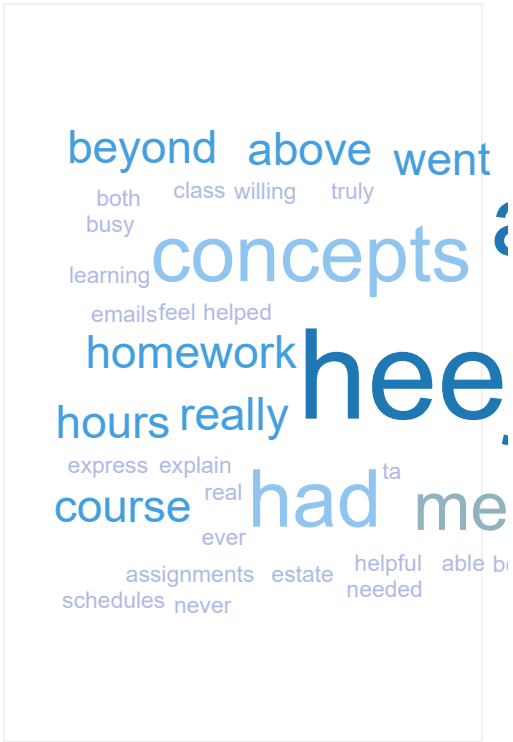 beyond above went
both class willing truly
busy
concepts
learning
emails feel helped
homework
hours really
express explain
real
had
ta
course
ever
helpful able
assignments estate
needed
schedules never